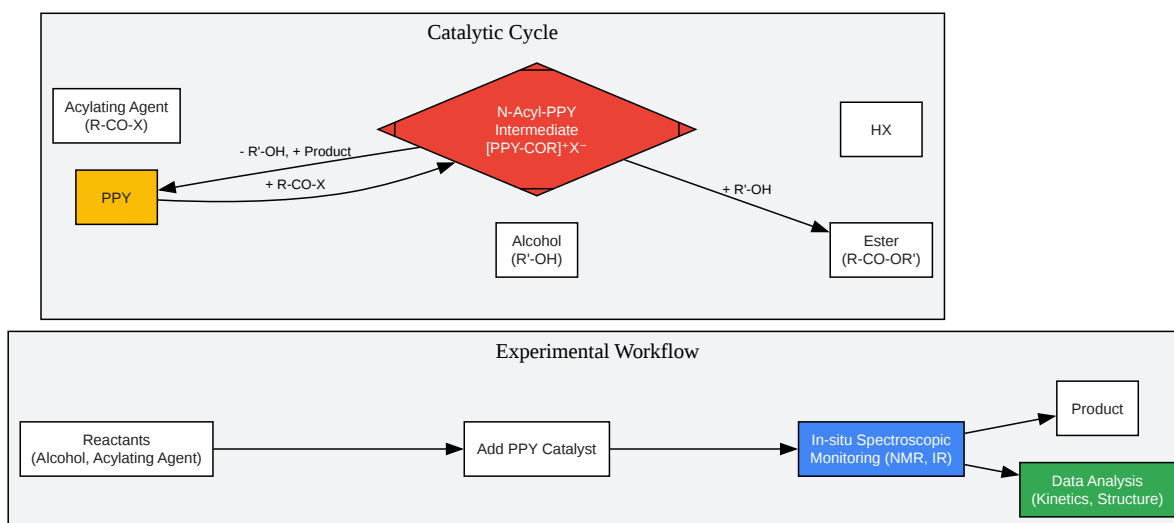 Catalytic Cycle
Acylating Agent
(R-CO-X)
N-Acyl-PPY
Intermediate
[PPY-COR]⁺X⁻
HX
- R'-OH, + Product
+ R-CO-X
PPY
+ R'-OH
Alcohol
(R'-OH)
Ester
(R-CO-OR')
Experimental Workflow
Reactants
(Alcohol, Acylating Agent)
Add PPY Catalyst
In-situ Spectroscopic
Monitoring (NMR, IR)
Product
Data Analysis
(Kinetics, Structure)